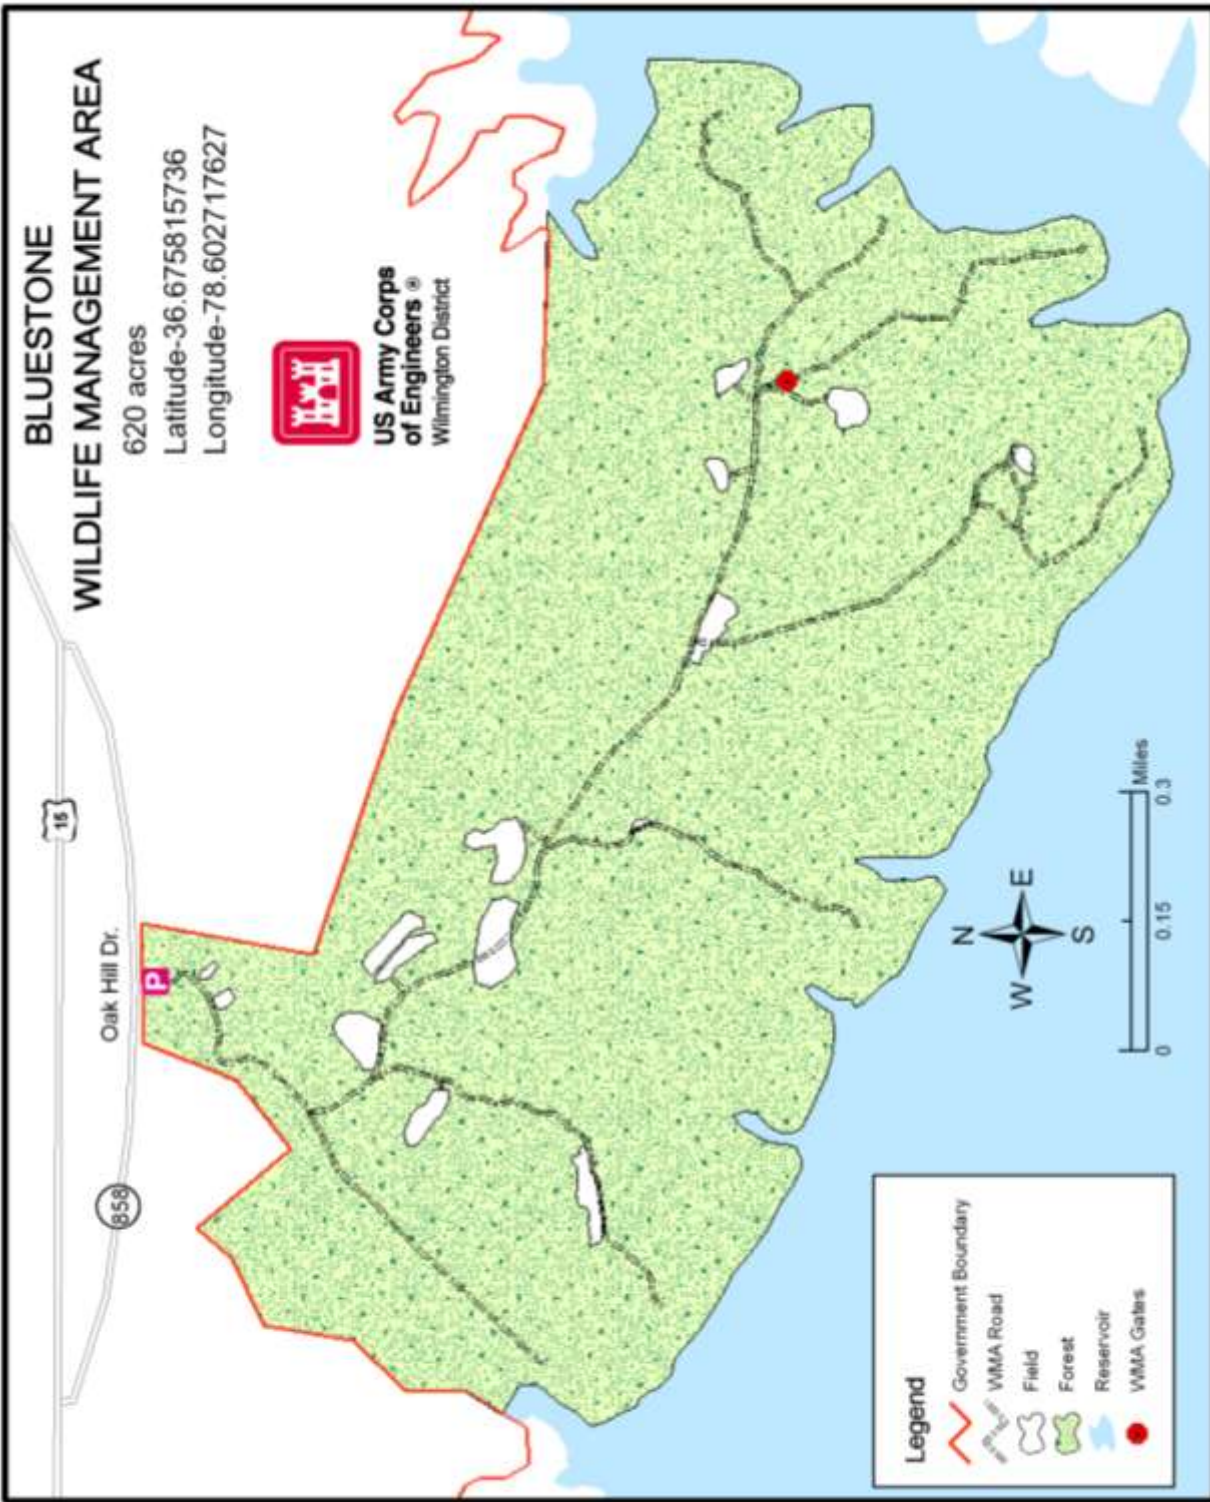 BLUESTONE
WILDLIFE MANAGEMENT AREA
620 acres
Latitude-36.675815736
Longitude-78.602717627
US Army Corps
of Engineers ®
Wilmington District
15
Oak Hill Dr.
858
P
N
W E
S
0 0.15 0.3
Miles
Legend
Government Boundary
WMA Road
Field
Forest
Reservoir
WMA Gates